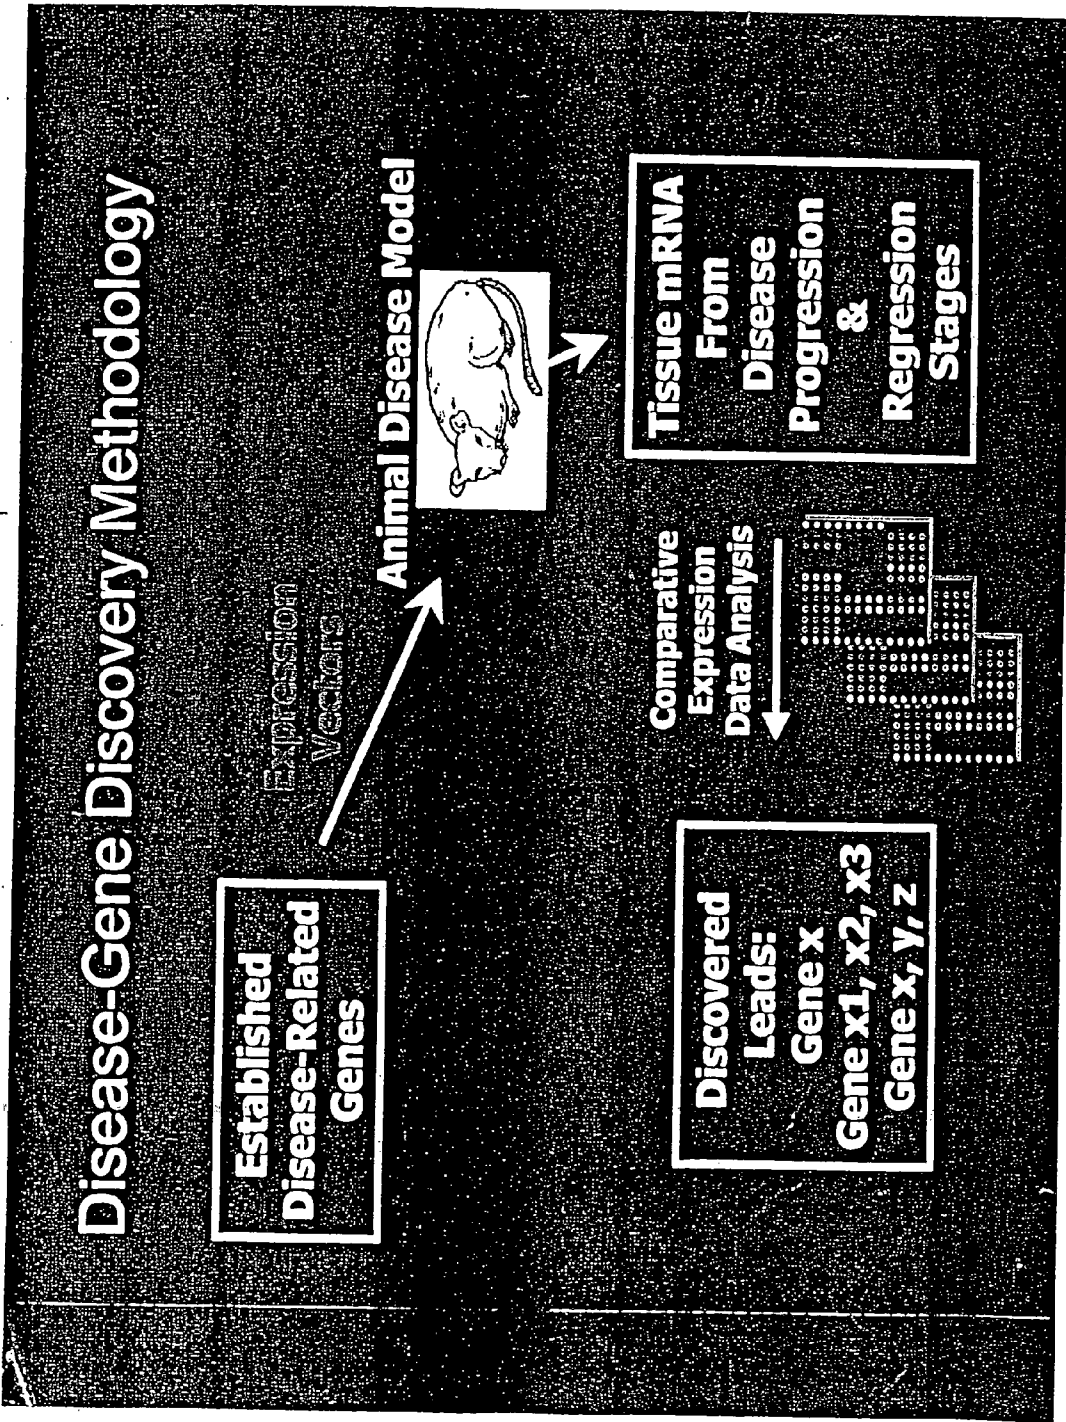 Disease-Gene Discovery Methodology
Established
Disease-Related
Genes
Expression
Vectors
Animal Disease Model
Tissue mRNA
From
Disease
Progression
&
Regression
Stages
Comparative
Expression
Data Analysis
Discovered
Leads:
Gene x
Gene x1, x2, x3
Gene x, y, z